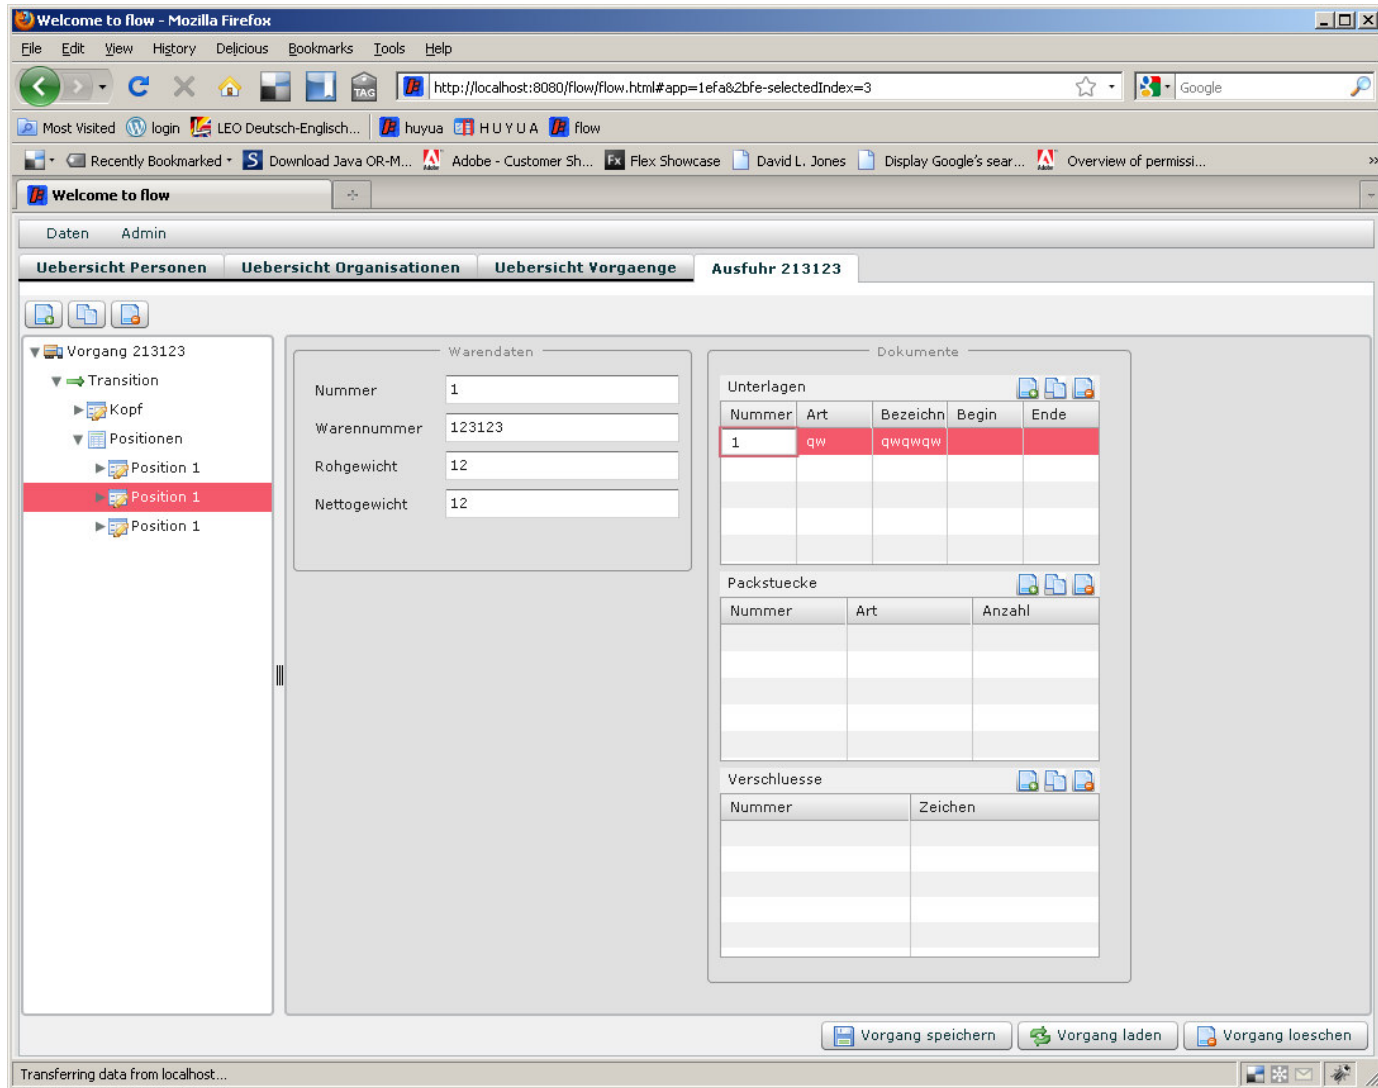 Welcome to flow - Mozilla Firefox
File Edit View History Delicious Bookmarks Tools Help
TAG http://localhost:8080/flow/flow.html#app=1efa&2bfe-selectedIndex=3 Google
Most Visited login LEO Deutsch-Englisch... huyua H U Y U A flow
Recently Bookmarked S Download Java OR-M... Adobe - Customer Sh... Fx Flex Showcase David L. Jones Display Google's sear... Overview of permissi... »
Welcome to flow
Daten Admin
Uebersicht Personen Uebersicht Organisationen Uebersicht Vorgaenge Ausfuhr 213123
Vorgang 213123
Transition
Kopf
Positionen
Position 1
Position 1
Position 1
Warendaten
Nummer 1
Warennummer 123123
Rohgewicht 12
Nettogewicht 12
Dokumente
Unterlagen
Nummer Art Bezeichn Begin Ende
1 qw qwqwqw
Packstuecke
Nummer Art Anzahl
Verschluesse
Nummer Zeichen
Vorgang speichern Vorgang laden Vorgang loeschen
Transferring data from localhost...